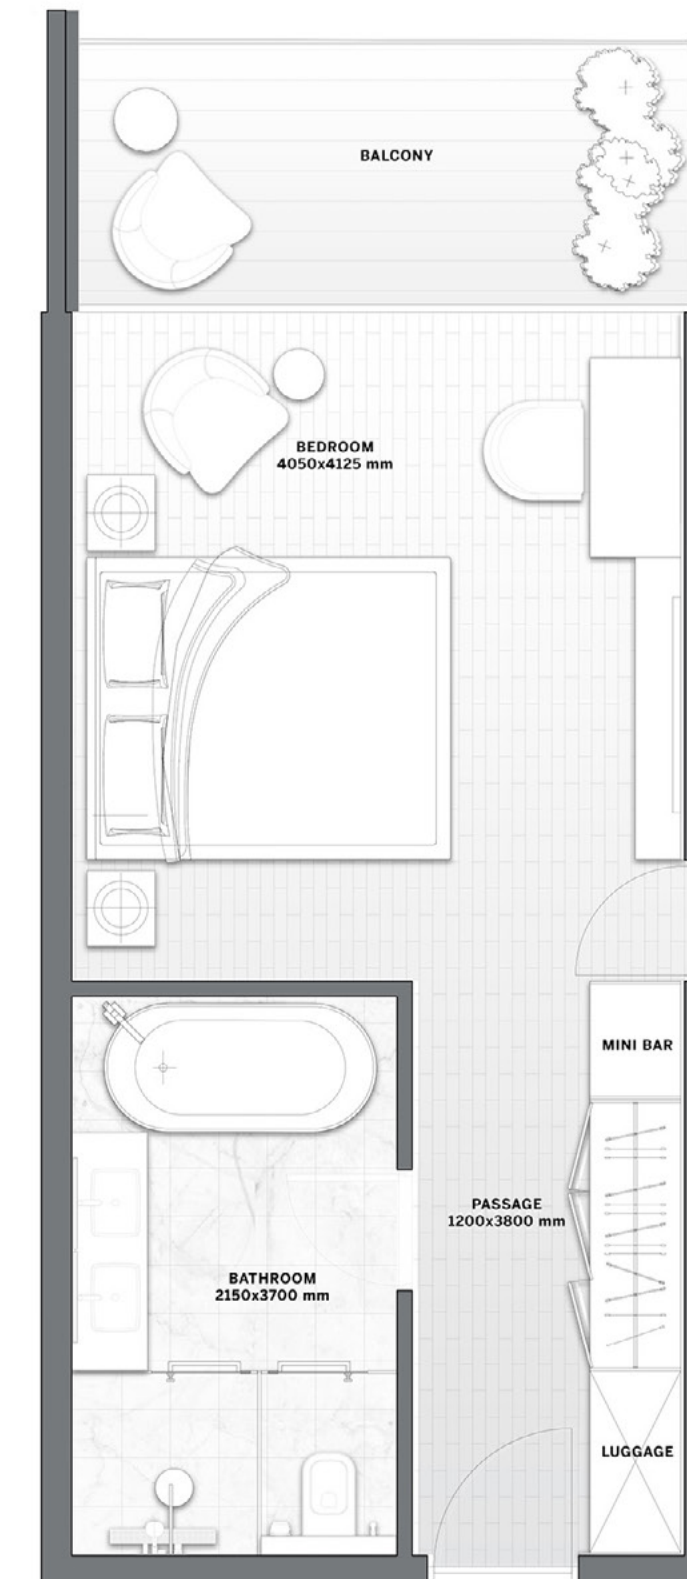 BALCONY
BEDROOM
4050x4125 mm
MINI BAR
PASSAGE
1200x3800 mm
BATHROOM
2150x3700 mm
LUGGAGE